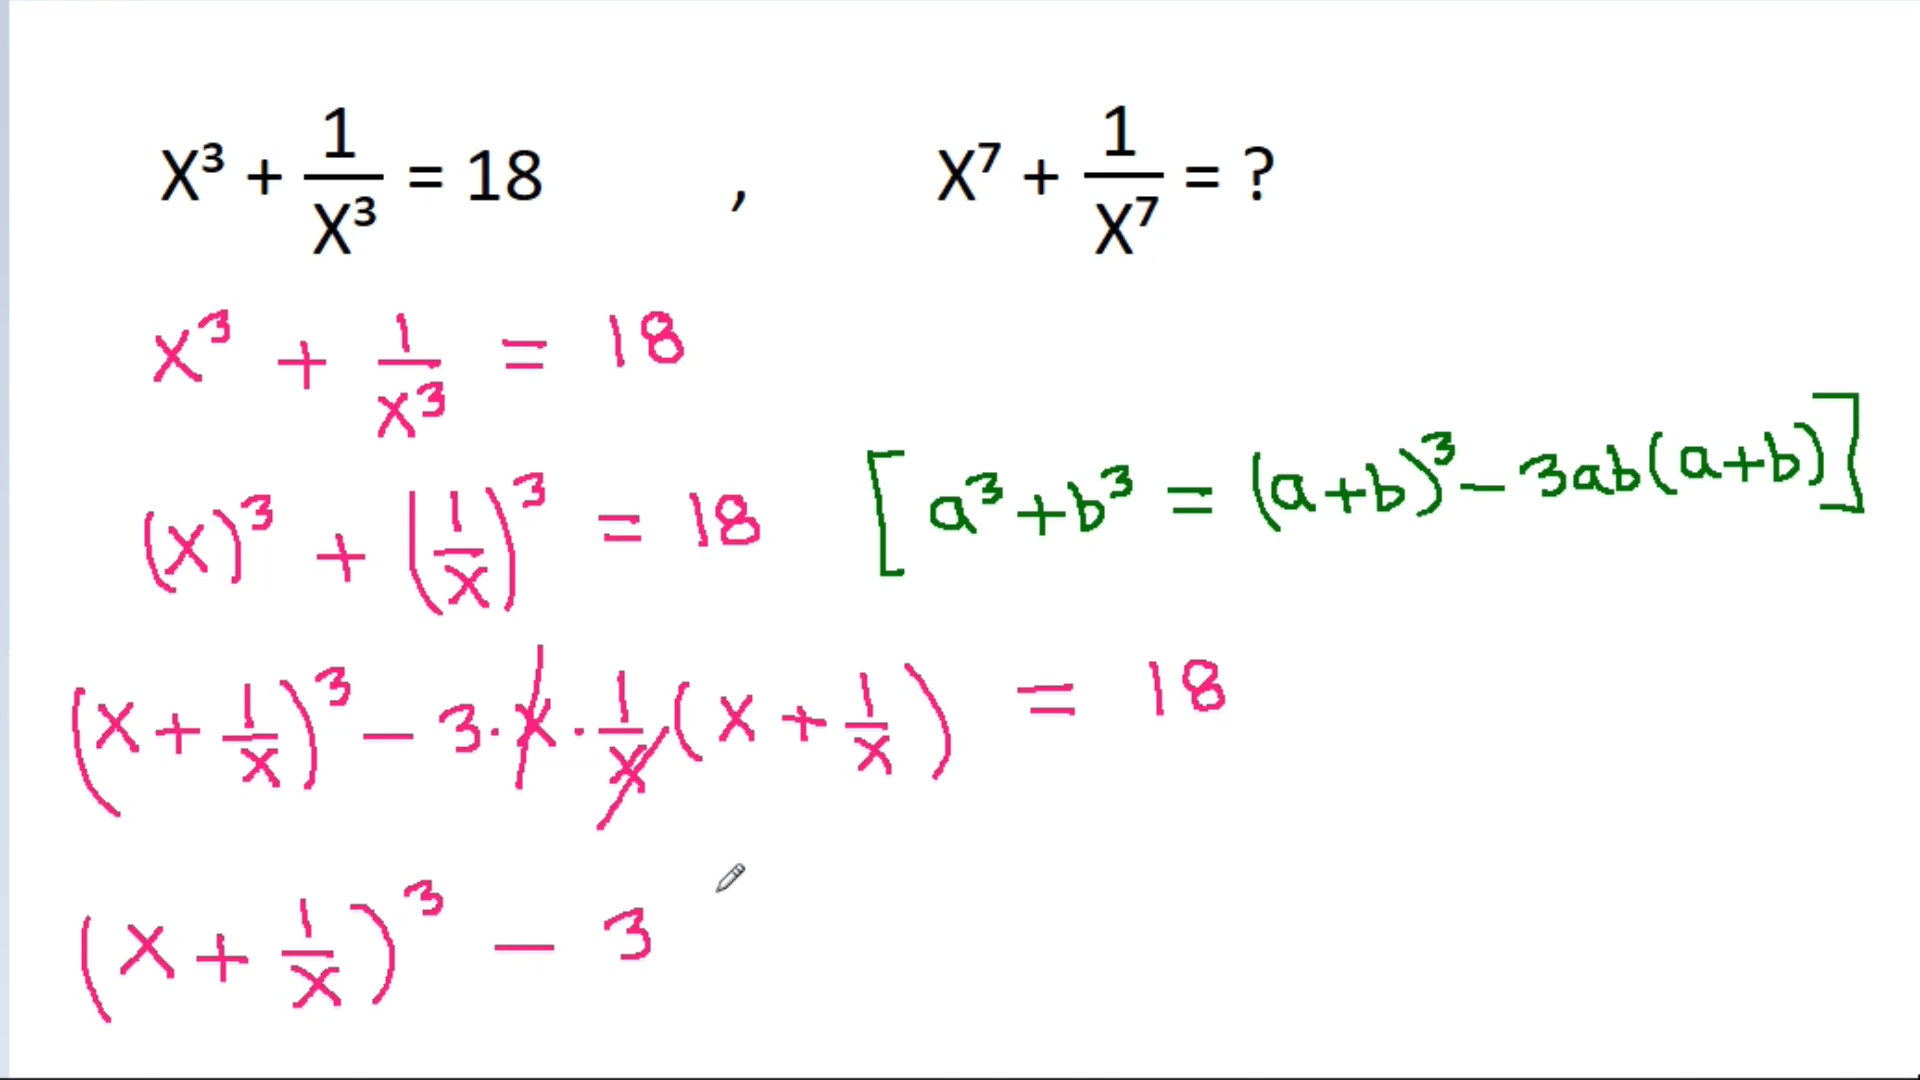 X³ + 1/X³ = 18 , X⁷ + 1/X⁷ = ?
x³ + 1/x³ = 18
(x)³ + (1/x)³ = 18 [a³+b³ = (a+b)³ - 3ab(a+b)]
(x + 1/x)³ - 3·x·1/x(x + 1/x) = 18
(x + 1/x)³ - 3